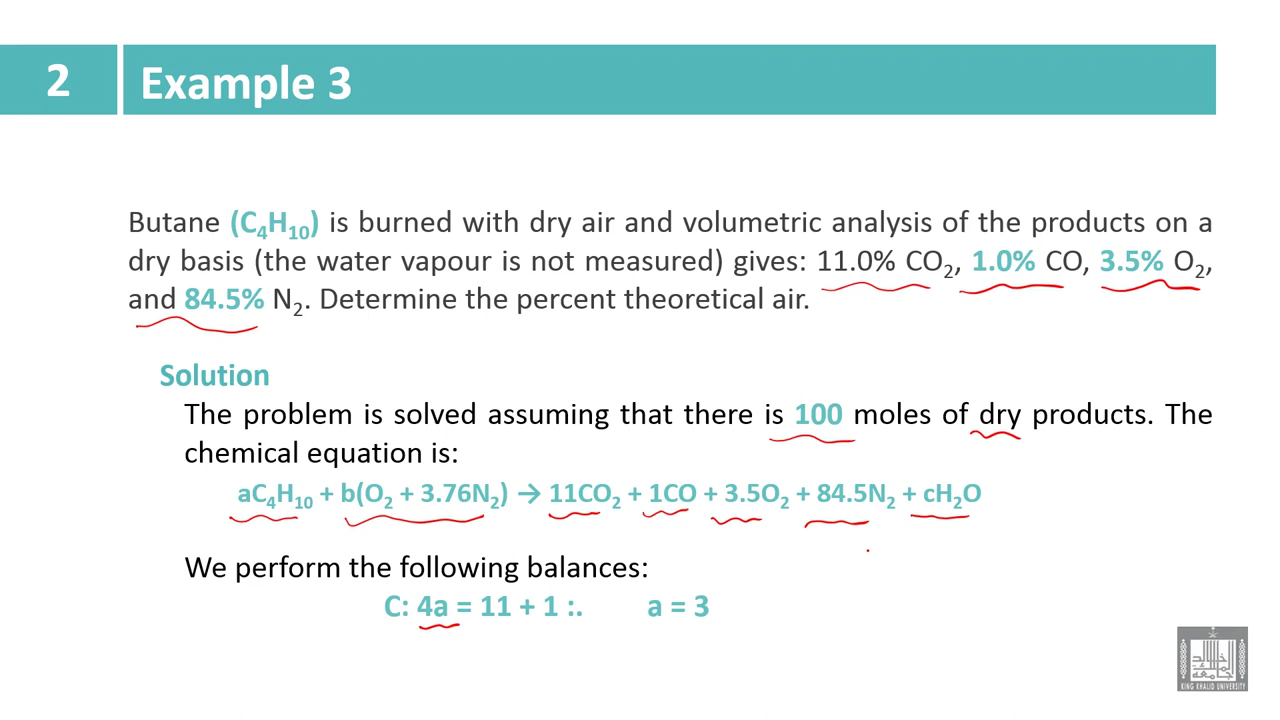 2
Example 3
Butane (C₄H₁₀) is burned with dry air and volumetric analysis of the products on a
dry basis (the water vapour is not measured) gives: 11.0% CO₂, 1.0% CO, 3.5% O₂,
and 84.5% N₂. Determine the percent theoretical air.
Solution
The problem is solved assuming that there is 100 moles of dry products. The
chemical equation is:
aC₄H₁₀ + b(O₂ + 3.76N₂) → 11CO₂ + 1CO + 3.5O₂ + 84.5N₂ + cH₂O
We perform the following balances:
C: 4a = 11 + 1 :. a = 3
KING KHALID UNIVERSITY